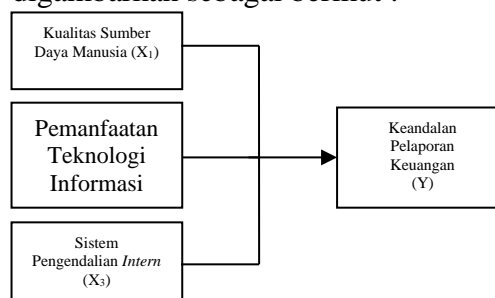 digambarkan sebagai berikut :
Kualitas Sumber
Daya Manusia (X₁)
Pemanfaatan
Teknologi
Informasi
Sistem
Pengendalian Intern
(X₃)
Keandalan
Pelaporan
Keuangan
(Y)